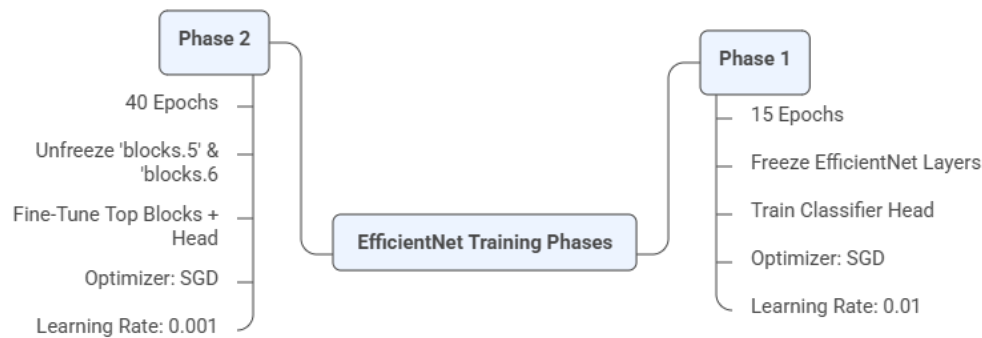 Phase 2
40 Epochs
Unfreeze 'blocks.5' &
'blocks.6
Fine-Tune Top Blocks +
Head
Optimizer: SGD
Learning Rate: 0.001
EfficientNet Training Phases
Phase 1
15 Epochs
Freeze EfficientNet Layers
Train Classifier Head
Optimizer: SGD
Learning Rate: 0.01